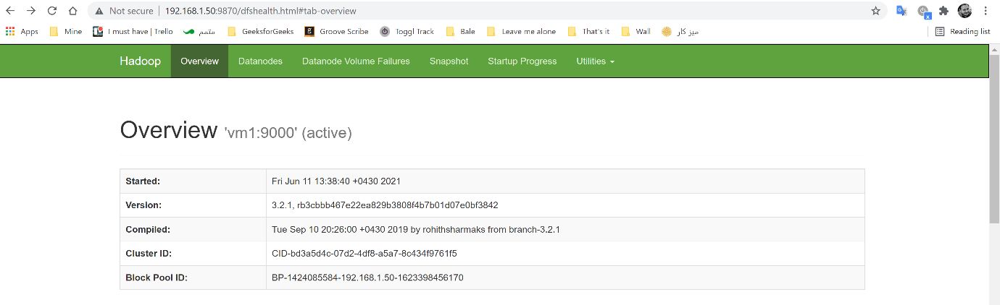 Not secure | 192.168.1.50:9870/dfshealth.html#tab-overview
Apps Mine I must have | Trello متمم GeeksforGeeks Groove Scribe Toggl Track Bale Leave me alone That's it Wall میز کار Reading list
Hadoop Overview Datanodes Datanode Volume Failures Snapshot Startup Progress Utilities
Overview 'vm1:9000' (active)
Started: Fri Jun 11 13:38:40 +0430 2021
Version: 3.2.1, rb3cbbb467e22ea829b3808f4b7b01d07e0bf3842
Compiled: Tue Sep 10 20:26:00 +0430 2019 by rohithsharmaks from branch-3.2.1
Cluster ID: CID-bd3a5d4c-07d2-4df8-a5a7-8c434f9761f5
Block Pool ID: BP-1424085584-192.168.1.50-1623398456170